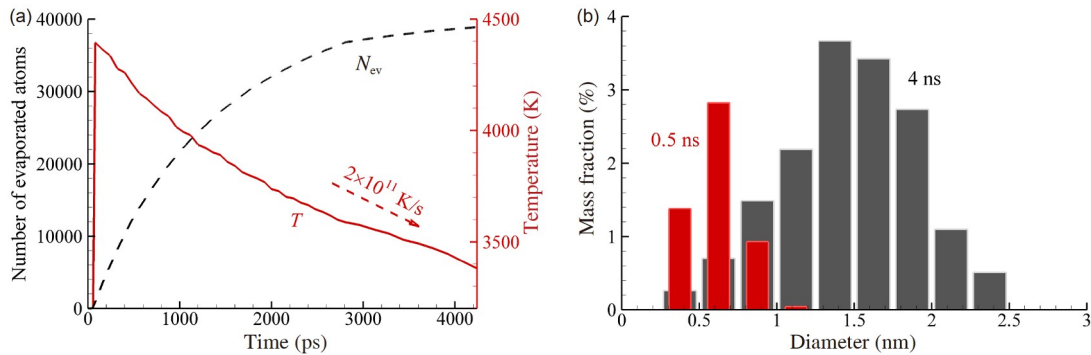 (a)
40000
30000
20000
10000
0
Number of evaporated atoms
0
1000
2000
3000
4000
Time (ps)
4500
4000
3500
Temperature (K)
N_ev
T
2×10¹¹ K/s
(b)
4
3
2
1
0
Mass fraction (%)
0
0.5
1
1.5
2
2.5
3
Diameter (nm)
0.5 ns
4 ns